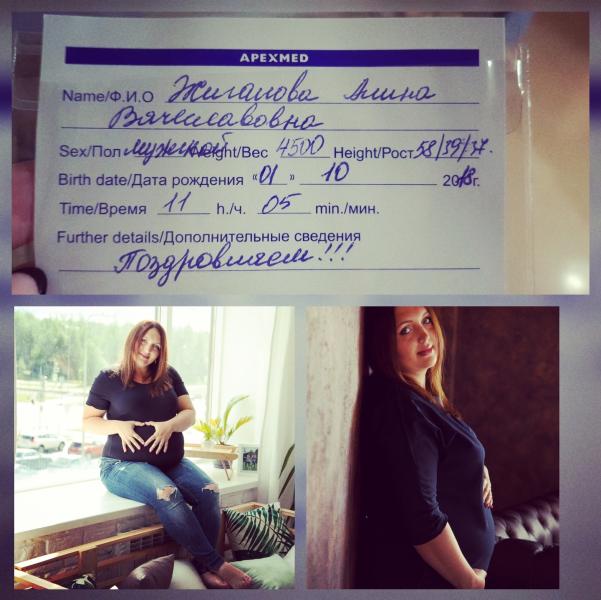 APEXMED
Name/Ф.И.О Жигалова Алина
Вячеславовна
Sex/Пол мужской Weight/Вес 4500 Height/Рост 58/39/37.
Birth date/Дата рождения «01» 10 2018г.
Time/Время 11 h./ч. 05 min./мин.
Further details/Дополнительные сведения
Поздравляем!!!